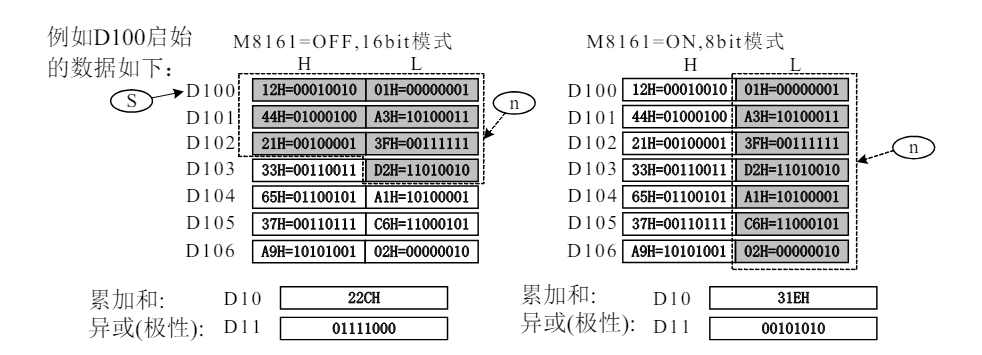 例如D100启始
的数据如下：
M8161=OFF,16bit模式
H L
S
n
D100 12H=00010010 01H=00000001
D101 44H=01000100 A3H=10100011
D102 21H=00100001 3FH=00111111
D103 33H=00110011 D2H=11010010
D104 65H=01100101 A1H=10100001
D105 37H=00110111 C6H=11000101
D106 A9H=10101001 02H=00000010
累加和: D10 22CH
异或(极性): D11 01111000
M8161=ON,8bit模式
H L
D100 12H=00010010 01H=00000001
D101 44H=01000100 A3H=10100011
D102 21H=00100001 3FH=00111111
D103 33H=00110011 D2H=11010010
D104 65H=01100101 A1H=10100001
D105 37H=00110111 C6H=11000101
D106 A9H=10101001 02H=00000010
n
累加和: D10 31EH
异或(极性): D11 00101010